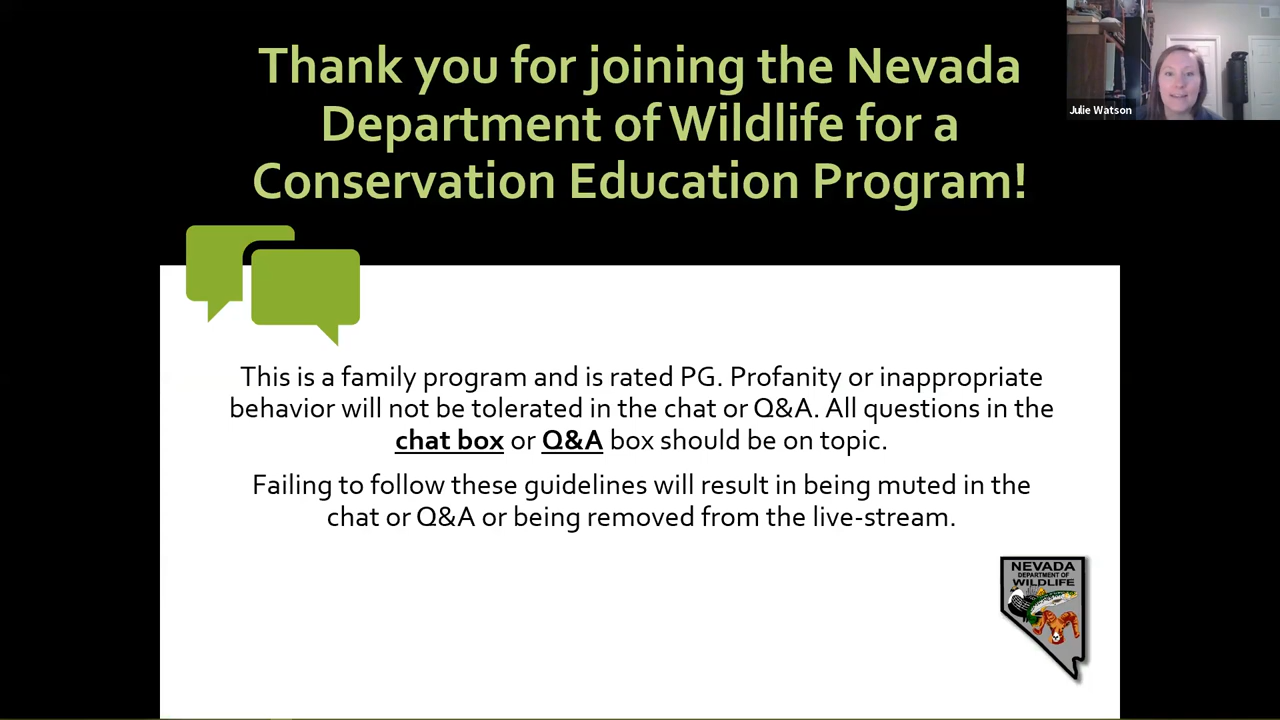 Thank you for joining the Nevada
Department of Wildlife for a
Conservation Education Program!
Julie Watson
This is a family program and is rated PG. Profanity or inappropriate
behavior will not be tolerated in the chat or Q&A. All questions in the
chat box or Q&A box should be on topic.
Failing to follow these guidelines will result in being muted in the
chat or Q&A or being removed from the live-stream.
NEVADA
DEPARTMENT OF
WILDLIFE